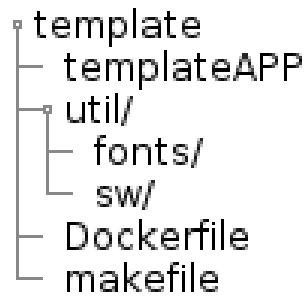 template
templateAPP
util/
fonts/
sw/
Dockerfile
makefile